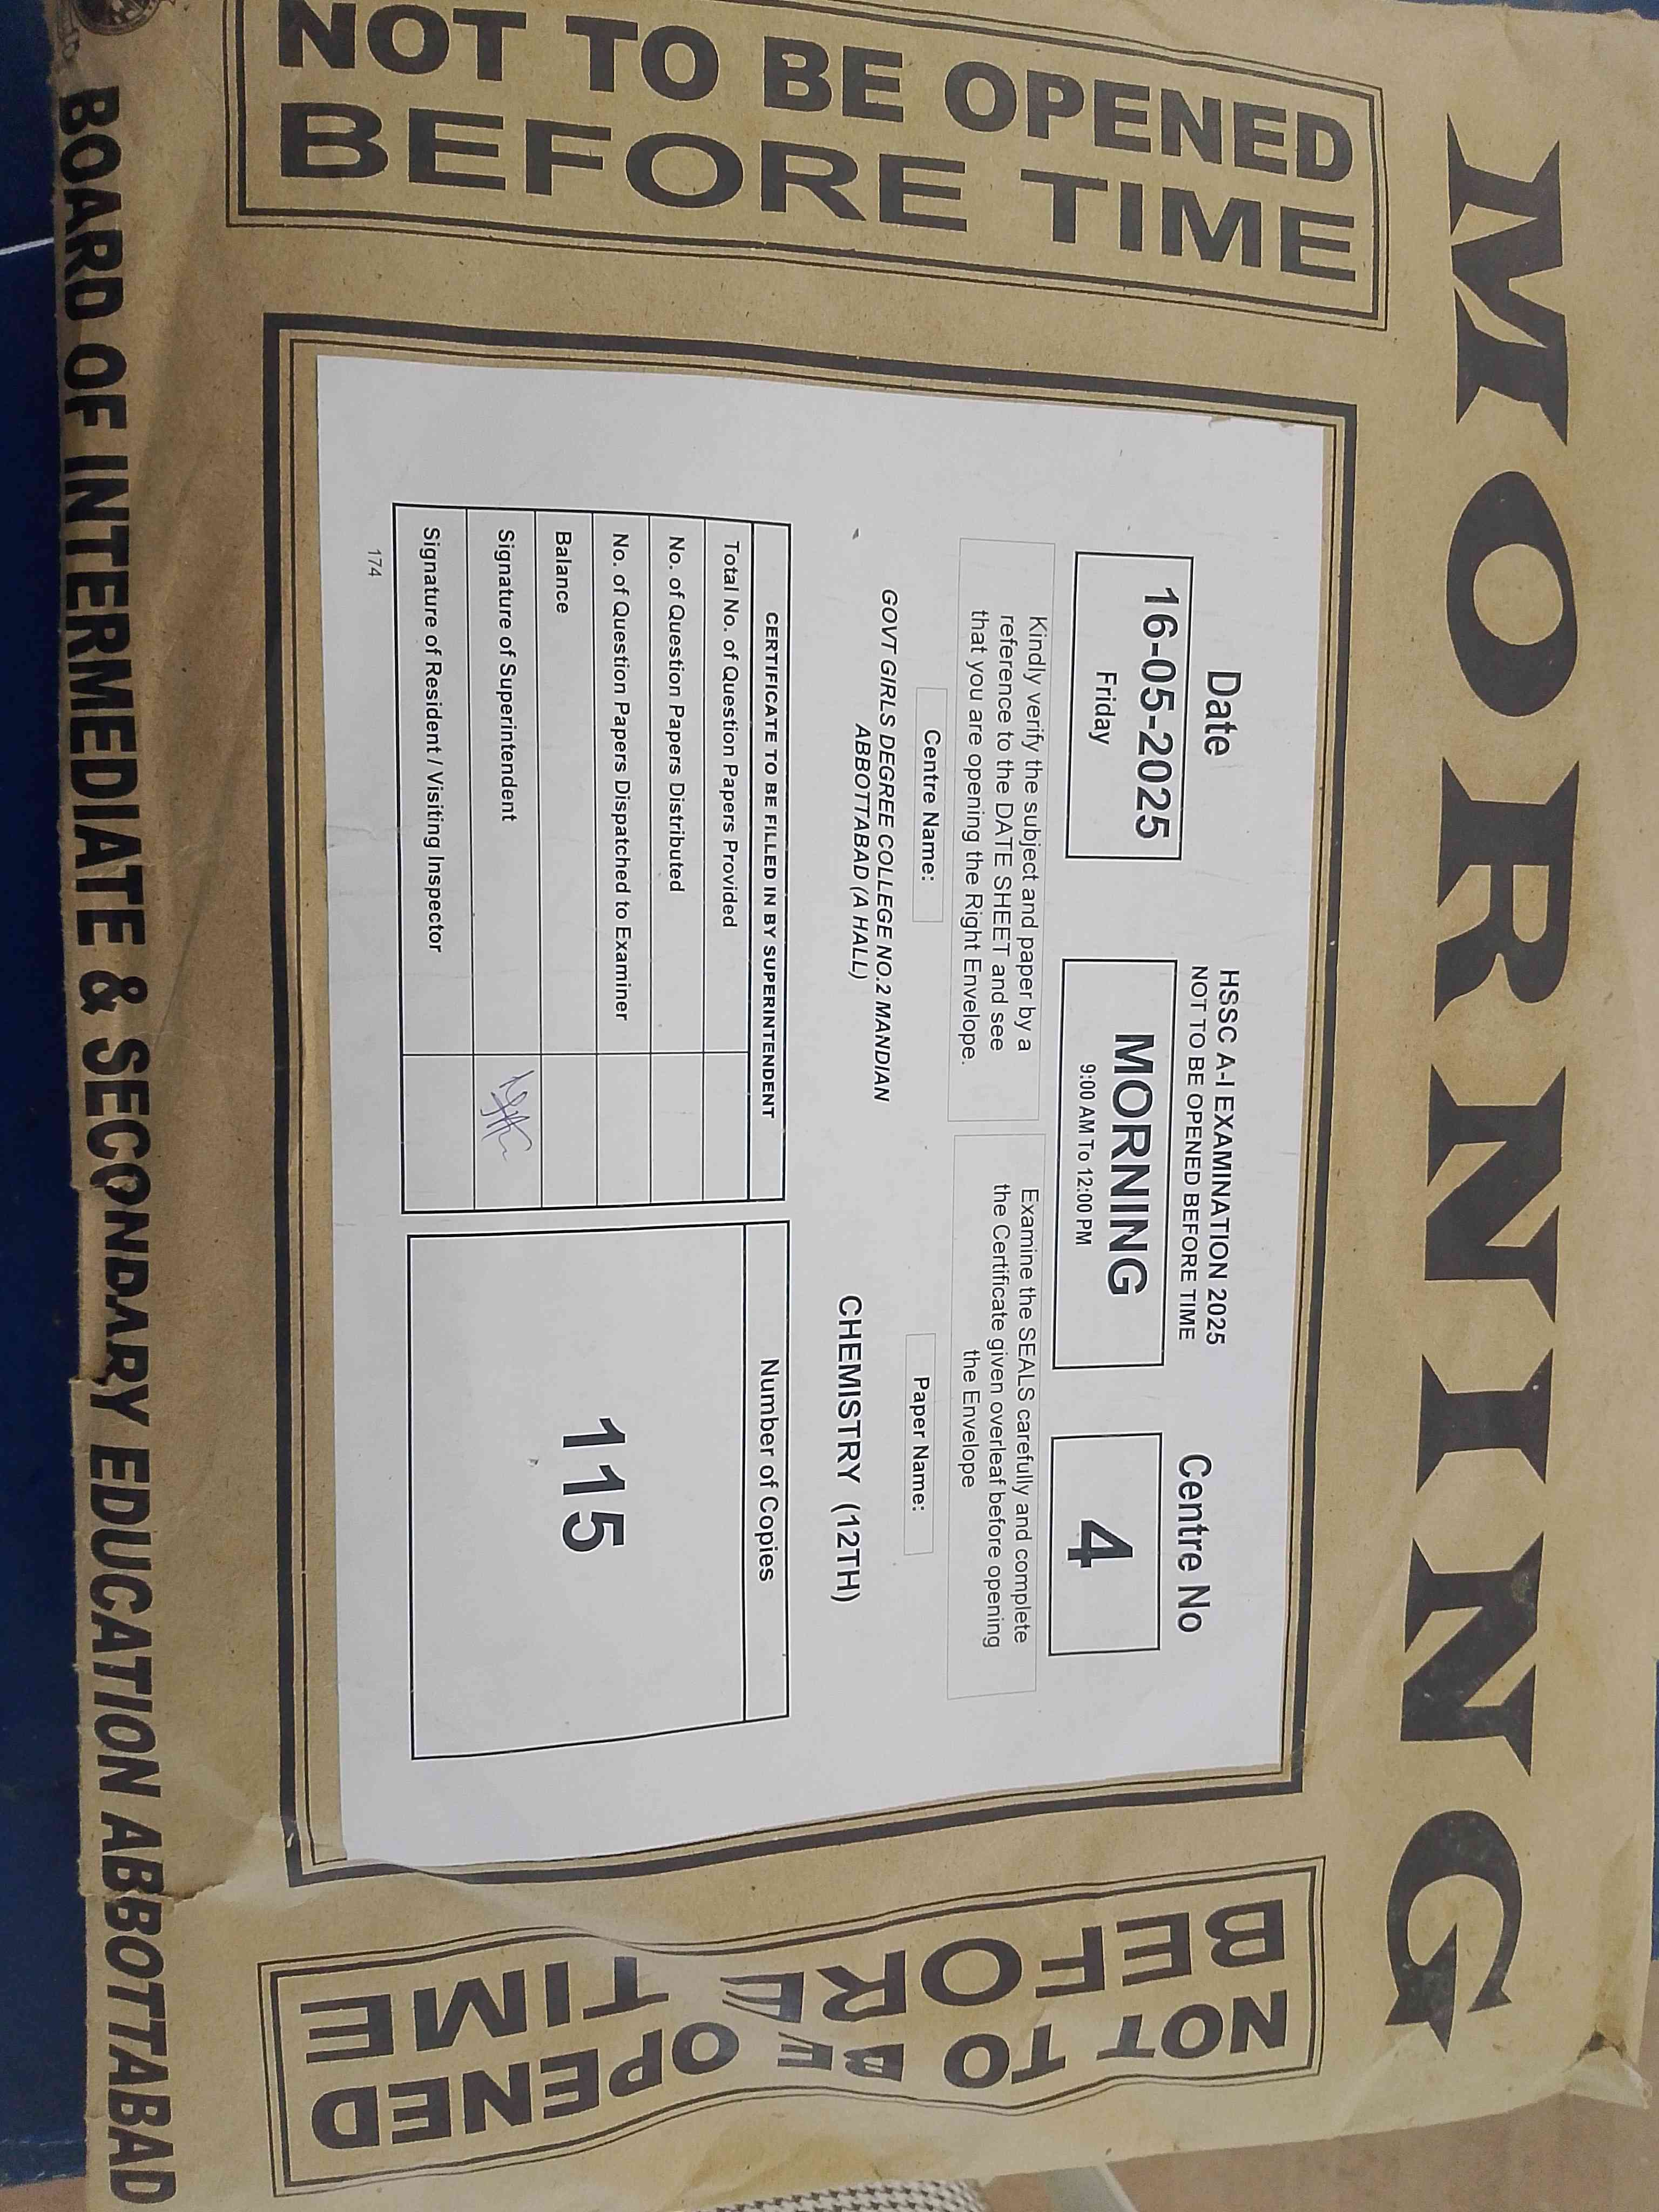 MORNING
NOT TO BE OPENED
BEFORE TIME
Date
16-05-2025
Friday
HSSC A-I EXAMINATION 2025
NOT TO BE OPENED BEFORE TIME
MORNING
9:00 AM To 12:00 PM
Centre No
4
Kindly verify the subject and paper by a
reference to the DATE SHEET and see
that you are opening the Right Envelope.
Examine the SEALS carefully and complete
the Certificate given overleaf before opening
the Envelope
Centre Name:
GOVT GIRLS DEGREE COLLEGE NO.2 MANDIAN
ABBOTTABAD (A HALL)
Paper Name:
CHEMISTRY (12TH)
CERTIFICATE TO BE FILLED IN BY SUPERINTENDENT
Total No. of Question Papers Provided
No. of Question Papers Distributed
No. of Question Papers Dispatched to Examiner
Balance
Signature of Superintendent
Signature of Resident / Visiting Inspector
Number of Copies
115
174
NOT TO BE OPENED
BEFORE TIME
BOARD OF INTERMEDIATE & SECONDARY EDUCATION ABBOTTABAD